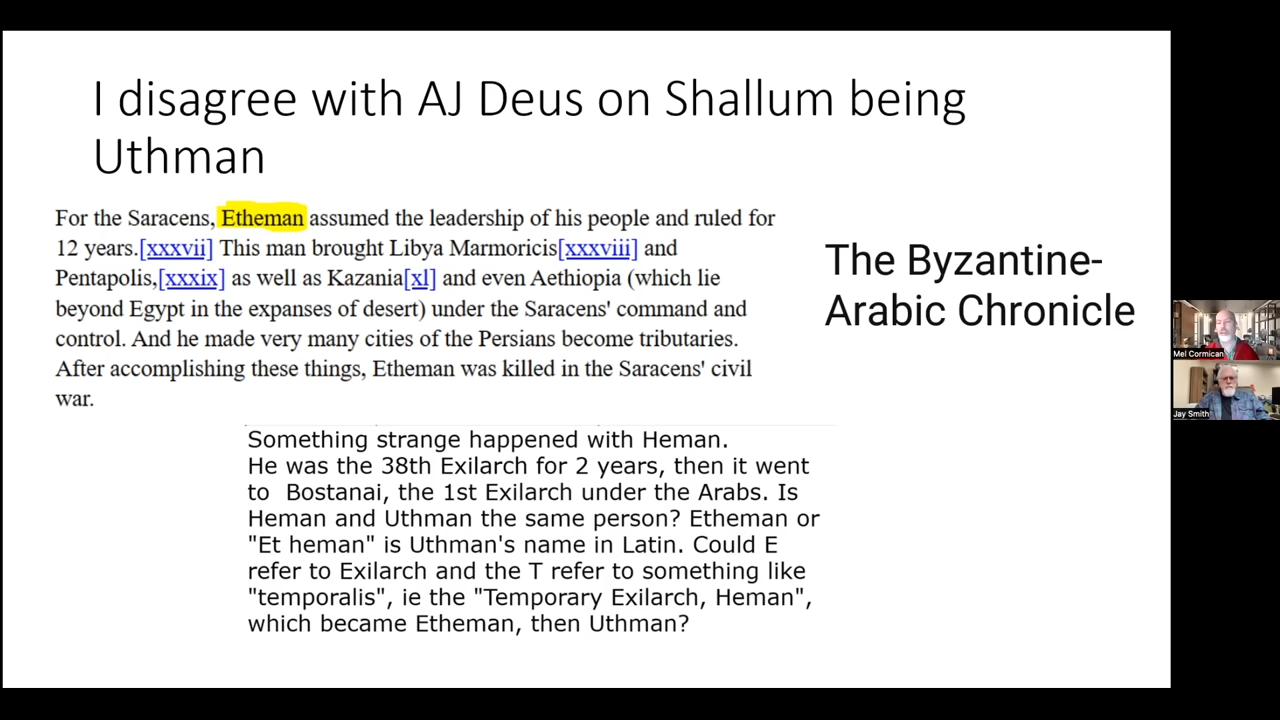 I disagree with AJ Deus on Shallum being
Uthman
For the Saracens, Etheman assumed the leadership of his people and ruled for
12 years.[xxxvii] This man brought Libya Marmoricis[xxxviii] and
Pentapolis,[xxxix] as well as Kazania[xl] and even Aethiopia (which lie
beyond Egypt in the expanses of desert) under the Saracens' command and
control. And he made very many cities of the Persians become tributaries.
After accomplishing these things, Etheman was killed in the Saracens' civil
war.
The Byzantine-
Arabic Chronicle
Something strange happened with Heman.
He was the 38th Exilarch for 2 years, then it went
to Bostanai, the 1st Exilarch under the Arabs. Is
Heman and Uthman the same person? Etheman or
"Et heman" is Uthman's name in Latin. Could E
refer to Exilarch and the T refer to something like
"temporalis", ie the "Temporary Exilarch, Heman",
which became Etheman, then Uthman?
Mel Cormican
Jay Smith